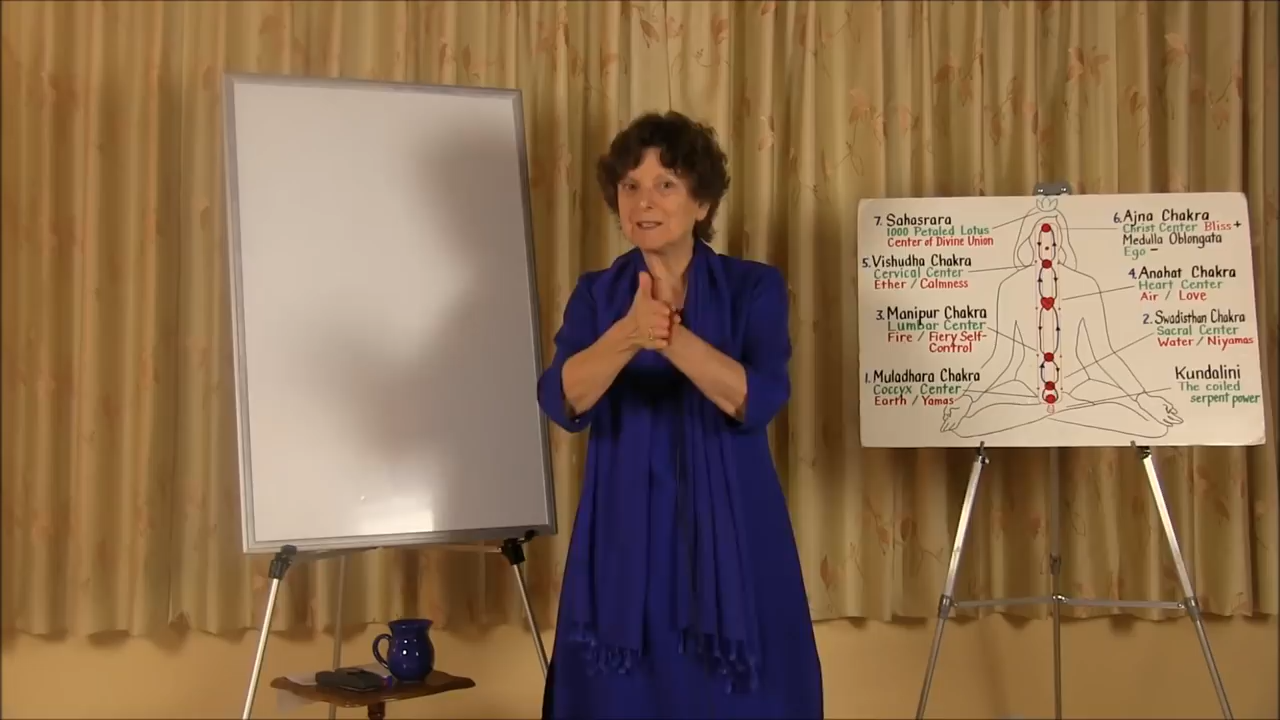 7. Sahasrara
1000 Petaled Lotus
Center of Divine Union
6. Ajna Chakra
Christ Center Bliss +
Medulla Oblongata
Ego -
5. Vishudha Chakra
Cervical Center
Ether / Calmness
4. Anahat Chakra
Heart Center
Air / Love
3. Manipur Chakra
Lumbar Center
Fire / Fiery Self-
Control
2. Swadisthan Chakra
Sacral Center
Water / Niyamas
1. Muladhara Chakra
Coccyx Center
Earth / Yamas
Kundalini
The coiled
serpent power